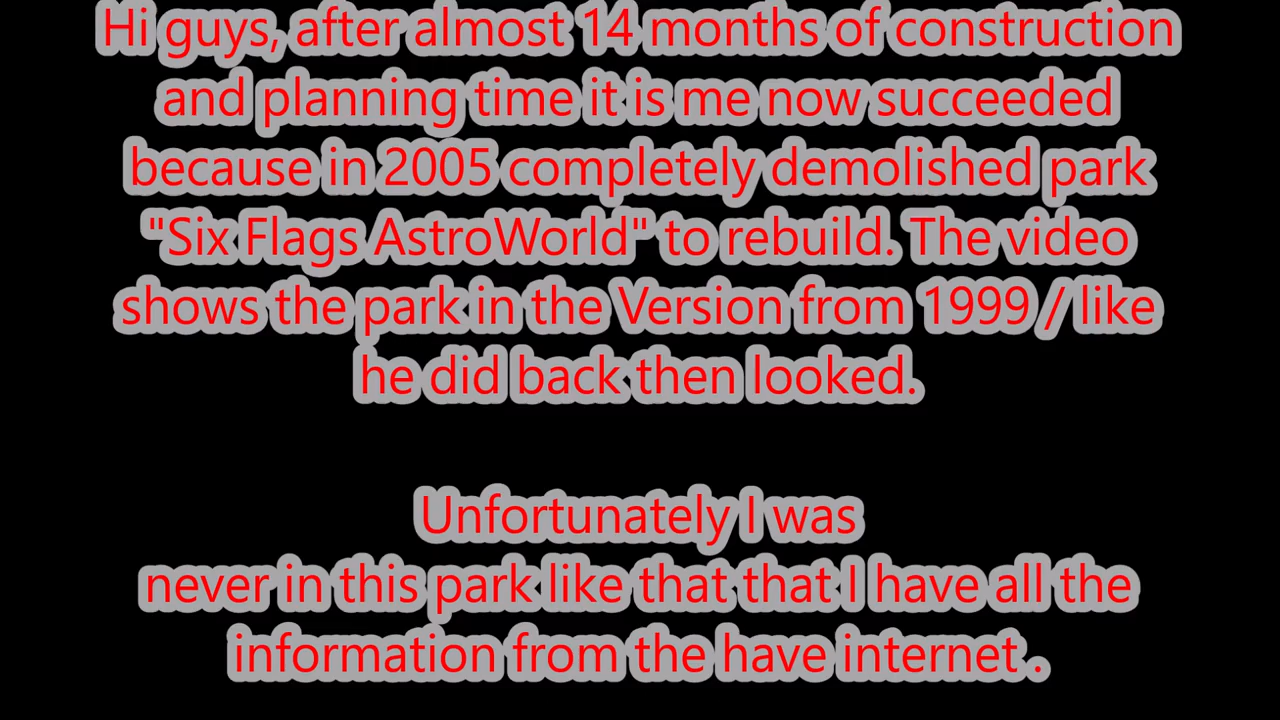 Hi guys, after almost 14 months of construction
and planning time it is me now succeeded
because in 2005 completely demolished park
"Six Flags AstroWorld" to rebuild. The video
shows the park in the Version from 1999 / like
he did back then looked.
Unfortunately I was
never in this park like that that I have all the
information from the have internet .